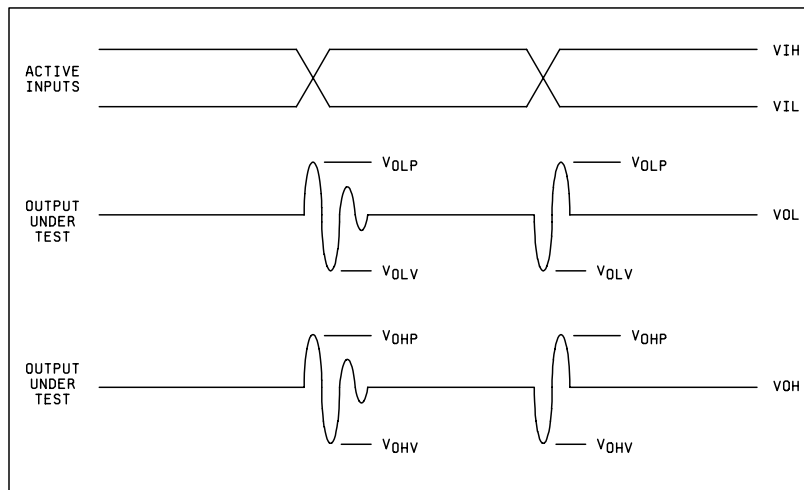 VIH
ACTIVE
INPUTS
VIL
VOLP
VOLP
OUTPUT
UNDER
TEST
VOL
VOLV
VOLV
VOHP
VOHP
OUTPUT
UNDER
TEST
VOH
VOHV
VOHV